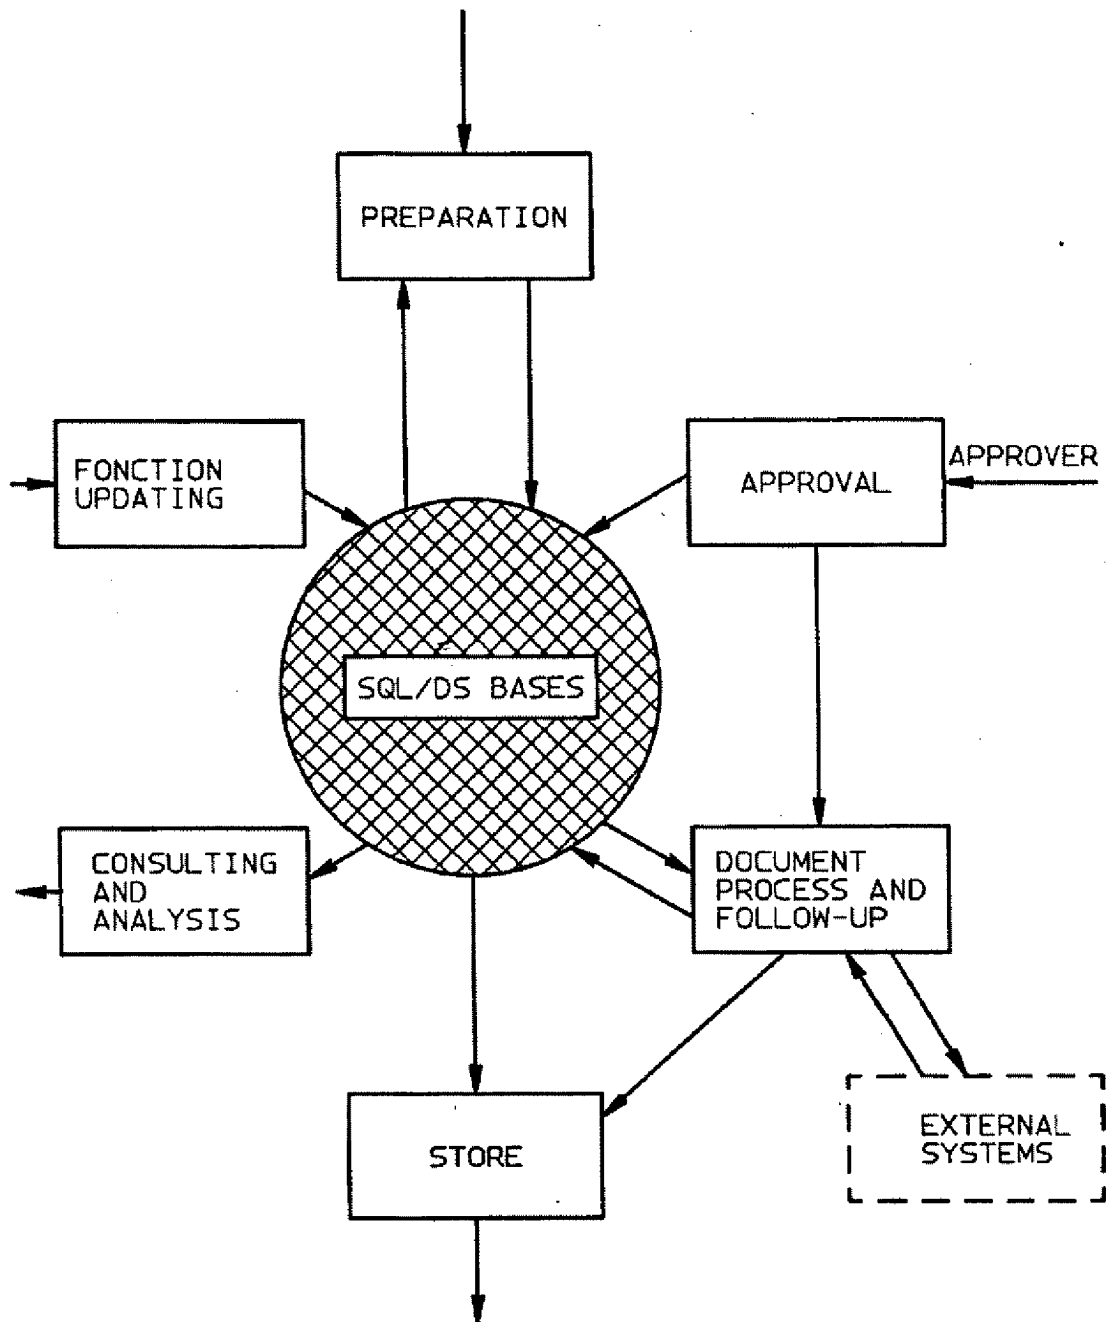 PREPARATION
FONCTION
UPDATING
APPROVAL
APPROVER
SQL/DS BASES
CONSULTING
AND
ANALYSIS
DOCUMENT
PROCESS AND
FOLLOW-UP
STORE
EXTERNAL
SYSTEMS